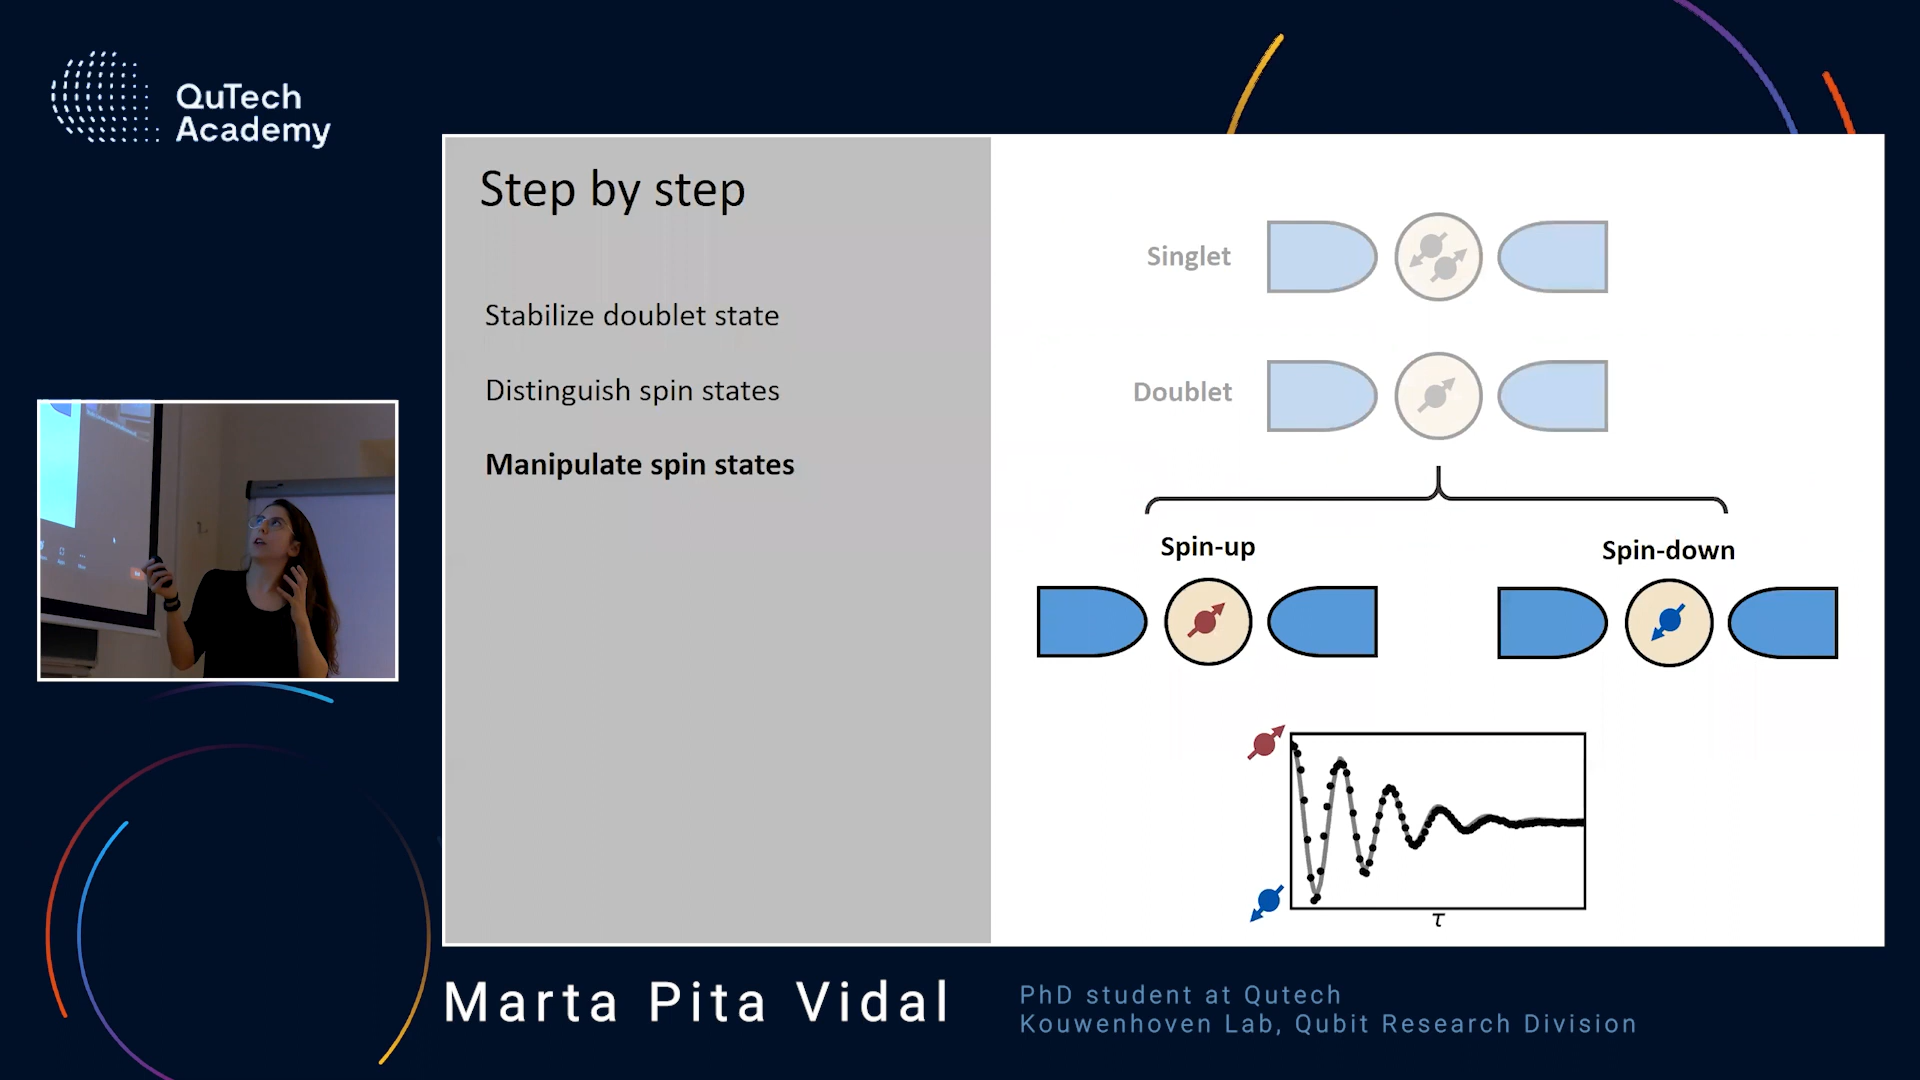 QuTech
Academy
Step by step
Stabilize doublet state
Distinguish spin states
Manipulate spin states
Singlet
Doublet
Spin-up
Spin-down
τ
Marta Pita Vidal
PhD student at Qutech
Kouwenhoven Lab, Qubit Research Division